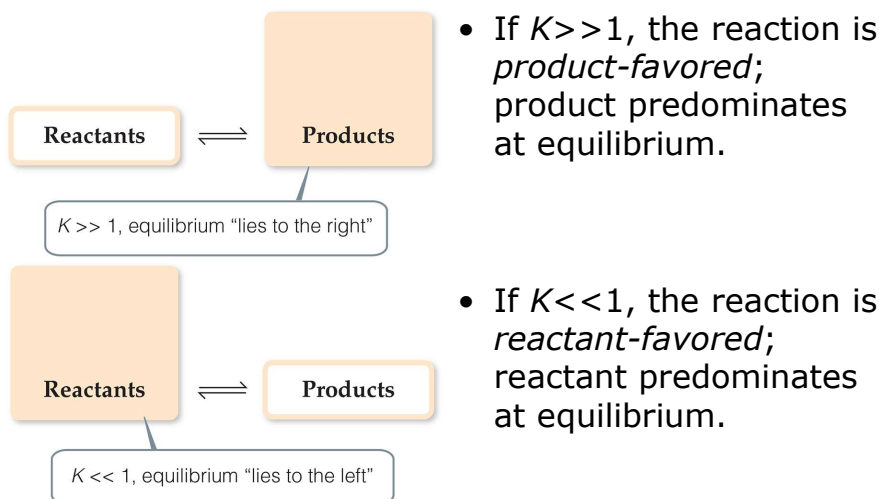 Reactants ⇌ Products
K >> 1, equilibrium “lies to the right”
• If K>>1, the reaction is
product-favored;
product predominates
at equilibrium.
Reactants ⇌ Products
K << 1, equilibrium “lies to the left”
• If K<<1, the reaction is
reactant-favored;
reactant predominates
at equilibrium.